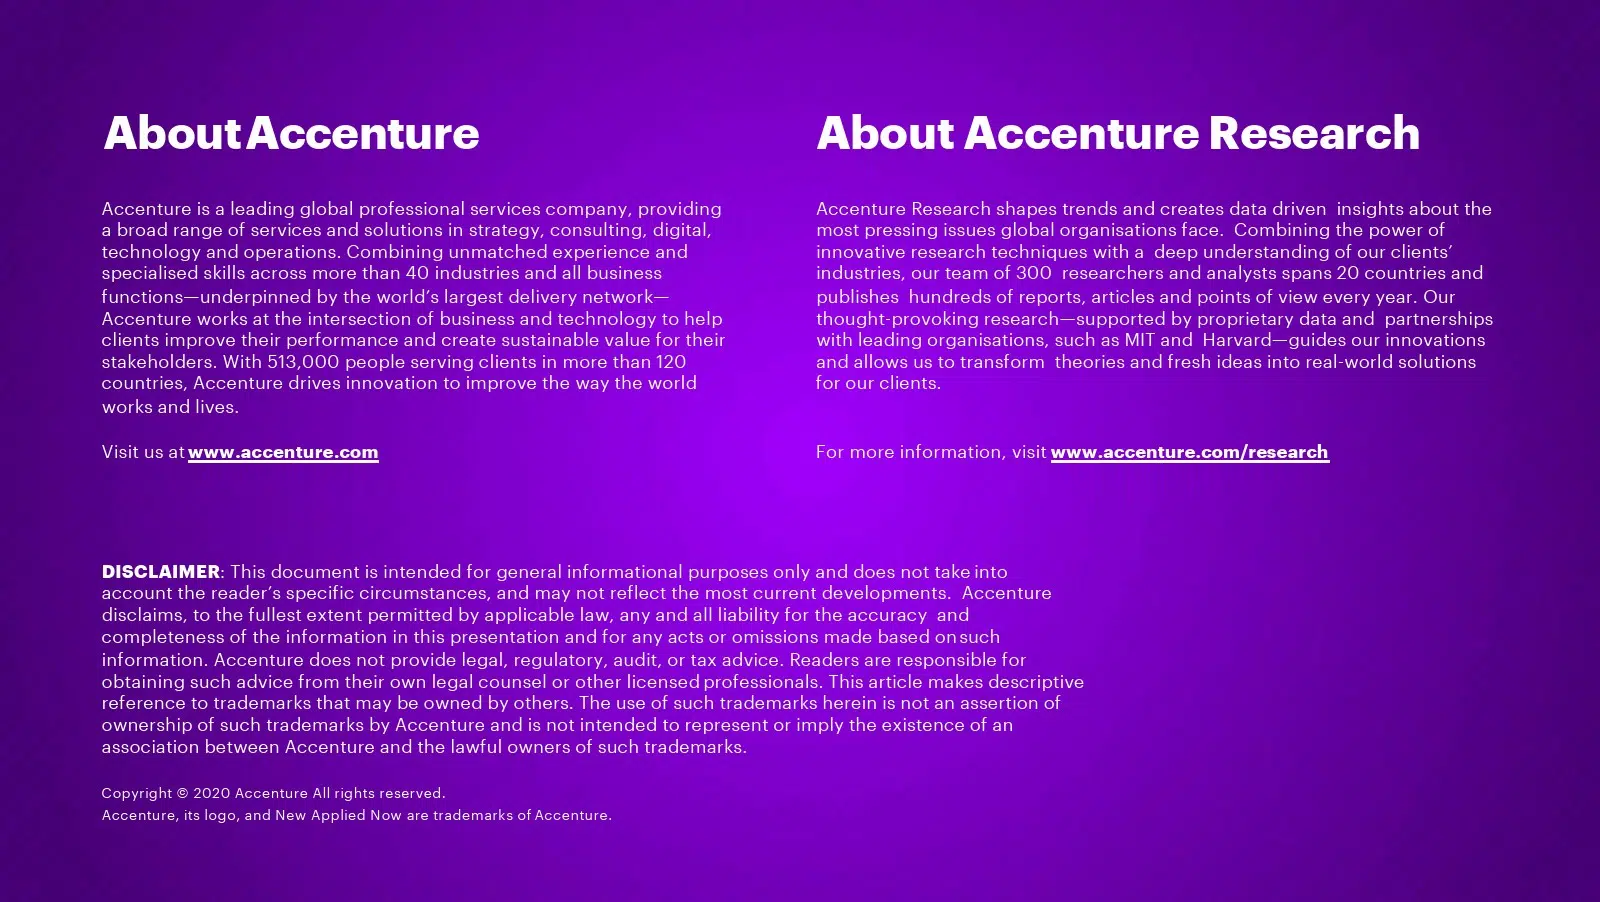 About Accenture
Accenture is a leading global professional services company, providing
a broad range of services and solutions in strategy, consulting, digital,
technology and operations. Combining unmatched experience and
specialised skills across more than 40 industries and all business
functions—underpinned by the world’s largest delivery network—
Accenture works at the intersection of business and technology to help
clients improve their performance and create sustainable value for their
stakeholders. With 513,000 people serving clients in more than 120
countries, Accenture drives innovation to improve the way the world
works and lives.
Visit us at www.accenture.com
About Accenture Research
Accenture Research shapes trends and creates data driven insights about the
most pressing issues global organisations face. Combining the power of
innovative research techniques with a deep understanding of our clients’
industries, our team of 300 researchers and analysts spans 20 countries and
publishes hundreds of reports, articles and points of view every year. Our
thought-provoking research—supported by proprietary data and partnerships
with leading organisations, such as MIT and Harvard—guides our innovations
and allows us to transform theories and fresh ideas into real-world solutions
for our clients.
For more information, visit www.accenture.com/research
DISCLAIMER: This document is intended for general informational purposes only and does not take into
account the reader’s specific circumstances, and may not reflect the most current developments. Accenture
disclaims, to the fullest extent permitted by applicable law, any and all liability for the accuracy and
completeness of the information in this presentation and for any acts or omissions made based on such
information. Accenture does not provide legal, regulatory, audit, or tax advice. Readers are responsible for
obtaining such advice from their own legal counsel or other licensed professionals. This article makes descriptive
reference to trademarks that may be owned by others. The use of such trademarks herein is not an assertion of
ownership of such trademarks by Accenture and is not intended to represent or imply the existence of an
association between Accenture and the lawful owners of such trademarks.
Copyright © 2020 Accenture All rights reserved.
Accenture, its logo, and New Applied Now are trademarks of Accenture.